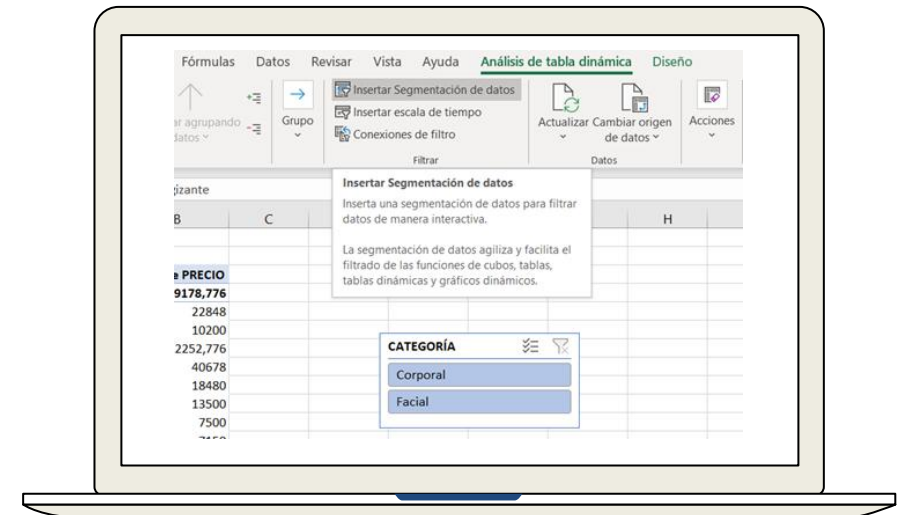 Fórmulas Datos Revisar Vista Ayuda Análisis de tabla dinámica Diseño
Insertar Segmentación de datos
Insertar escala de tiempo
Conexiones de filtro
Filtrar
agrupando
Grupo
Actualizar
Cambiar origen
de datos
Datos
Acciones
Insertar Segmentación de datos
Inserta una segmentación de datos para filtrar
datos de manera interactiva.
La segmentación de datos agiliza y facilita el
filtrado de las funciones de cubos, tablas,
tablas dinámicas y gráficos dinámicos.
B C H
PRECIO
9178,776
22848
10200
2252,776
40678
18480
13500
7500
CATEGORÍA
Corporal
Facial